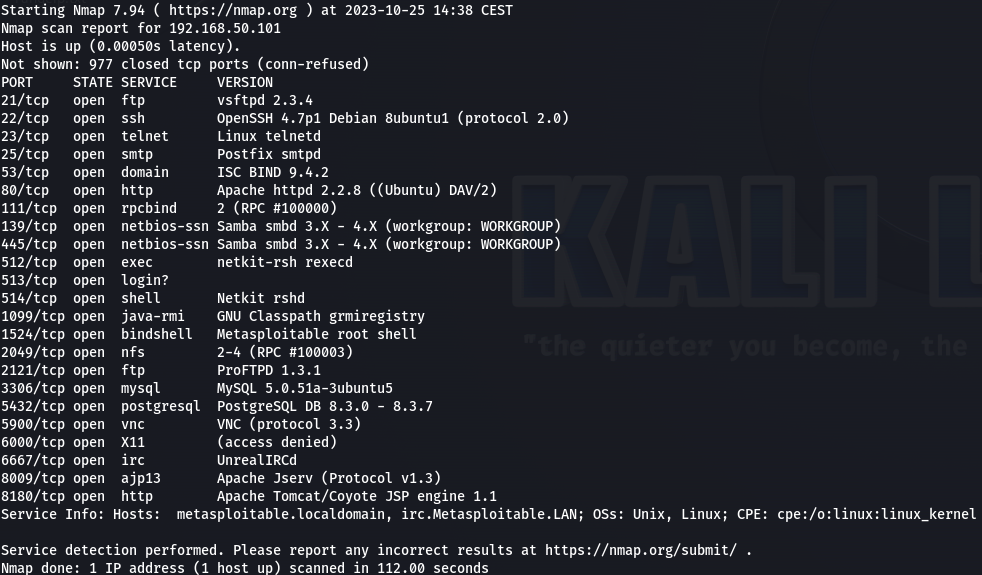 Starting Nmap 7.94 ( https://nmap.org ) at 2023-10-25 14:38 CEST
Nmap scan report for 192.168.50.101
Host is up (0.00050s latency).
Not shown: 977 closed tcp ports (conn-refused)
PORT     STATE SERVICE     VERSION
21/tcp   open  ftp         vsftpd 2.3.4
22/tcp   open  ssh         OpenSSH 4.7p1 Debian 8ubuntu1 (protocol 2.0)
23/tcp   open  telnet      Linux telnetd
25/tcp   open  smtp        Postfix smtpd
53/tcp   open  domain      ISC BIND 9.4.2
80/tcp   open  http        Apache httpd 2.2.8 ((Ubuntu) DAV/2)
111/tcp  open  rpcbind     2 (RPC #100000)
139/tcp  open  netbios-ssn Samba smbd 3.X - 4.X (workgroup: WORKGROUP)
445/tcp  open  netbios-ssn Samba smbd 3.X - 4.X (workgroup: WORKGROUP)
512/tcp  open  exec        netkit-rsh rexecd
513/tcp  open  login?
514/tcp  open  shell       Netkit rshd
1099/tcp open  java-rmi    GNU Classpath grmiregistry
1524/tcp open  bindshell   Metasploitable root shell
2049/tcp open  nfs         2-4 (RPC #100003)
2121/tcp open  ftp         ProFTPD 1.3.1
3306/tcp open  mysql       MySQL 5.0.51a-3ubuntu5
5432/tcp open  postgresql  PostgreSQL DB 8.3.0 - 8.3.7
5900/tcp open  vnc         VNC (protocol 3.3)
6000/tcp open  X11         (access denied)
6667/tcp open  irc         UnrealIRCd
8009/tcp open  ajp13       Apache Jserv (Protocol v1.3)
8180/tcp open  http        Apache Tomcat/Coyote JSP engine 1.1
Service Info: Hosts:  metasploitable.localdomain, irc.Metasploitable.LAN; OSs: Unix, Linux; CPE: cpe:/o:linux:linux_kernel
Service detection performed. Please report any incorrect results at https://nmap.org/submit/ .
Nmap done: 1 IP address (1 host up) scanned in 112.00 seconds
KALI L
"the quieter you become, the